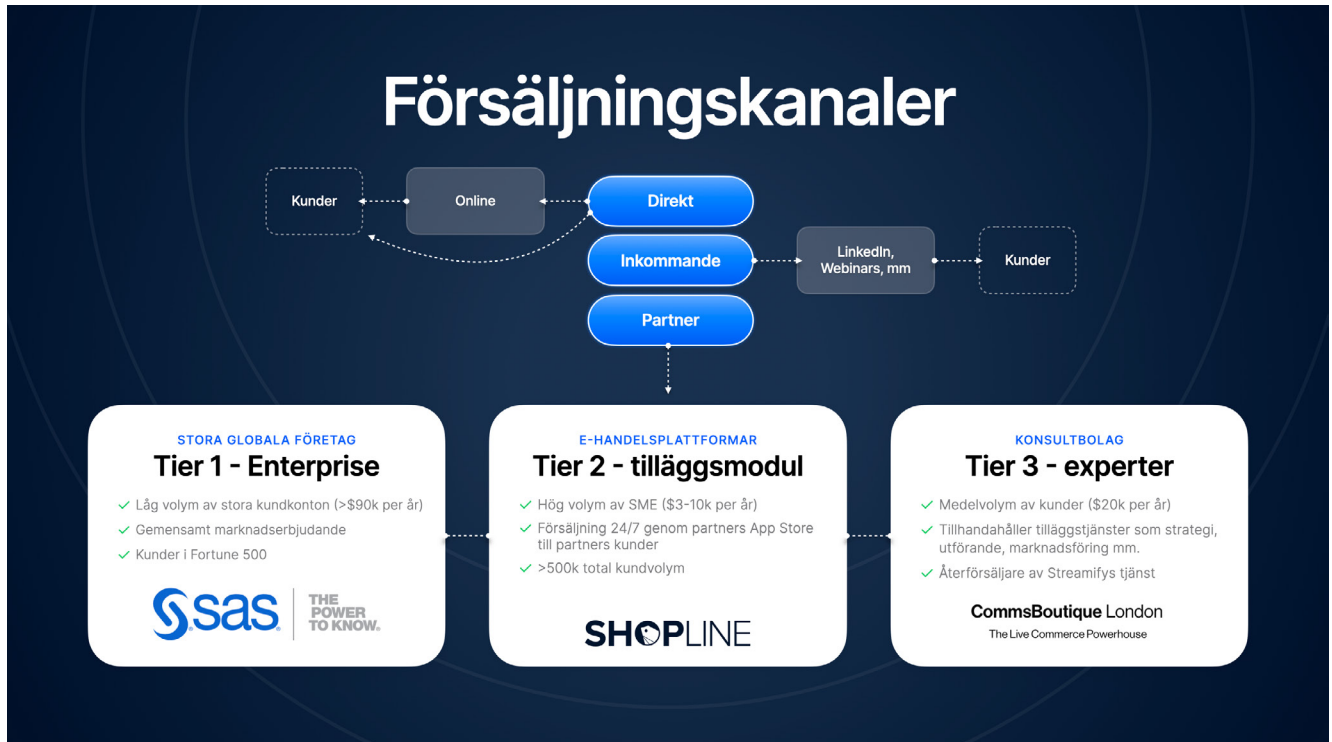 Försäljningskanaler
Kunder
Online
Direkt
Inkommande
LinkedIn,
Webinars, mm
Kunder
Partner
STORA GLOBALA FÖRETAG
Tier 1 - Enterprise
Låg volym av stora kundkonton (>$90k per år)
Gemensamt marknadserbjudande
Kunder i Fortune 500
sas
THE
POWER
TO KNOW®
E-HANDELSPLATTFORMAR
Tier 2 - tilläggsmodul
Hög volym av SME ($3-10k per år)
Försäljning 24/7 genom partners App Store
till partners kunder
>500k total kundvolym
SHOPLINE
KONSULTBOLAG
Tier 3 - experter
Medelvolym av kunder ($20k per år)
Tillhandahåller tilläggstjänster som strategi,
utförande, marknadsföring mm.
Återförsäljare av Streamifys tjänst
CommsBoutique London
The Live Commerce Powerhouse